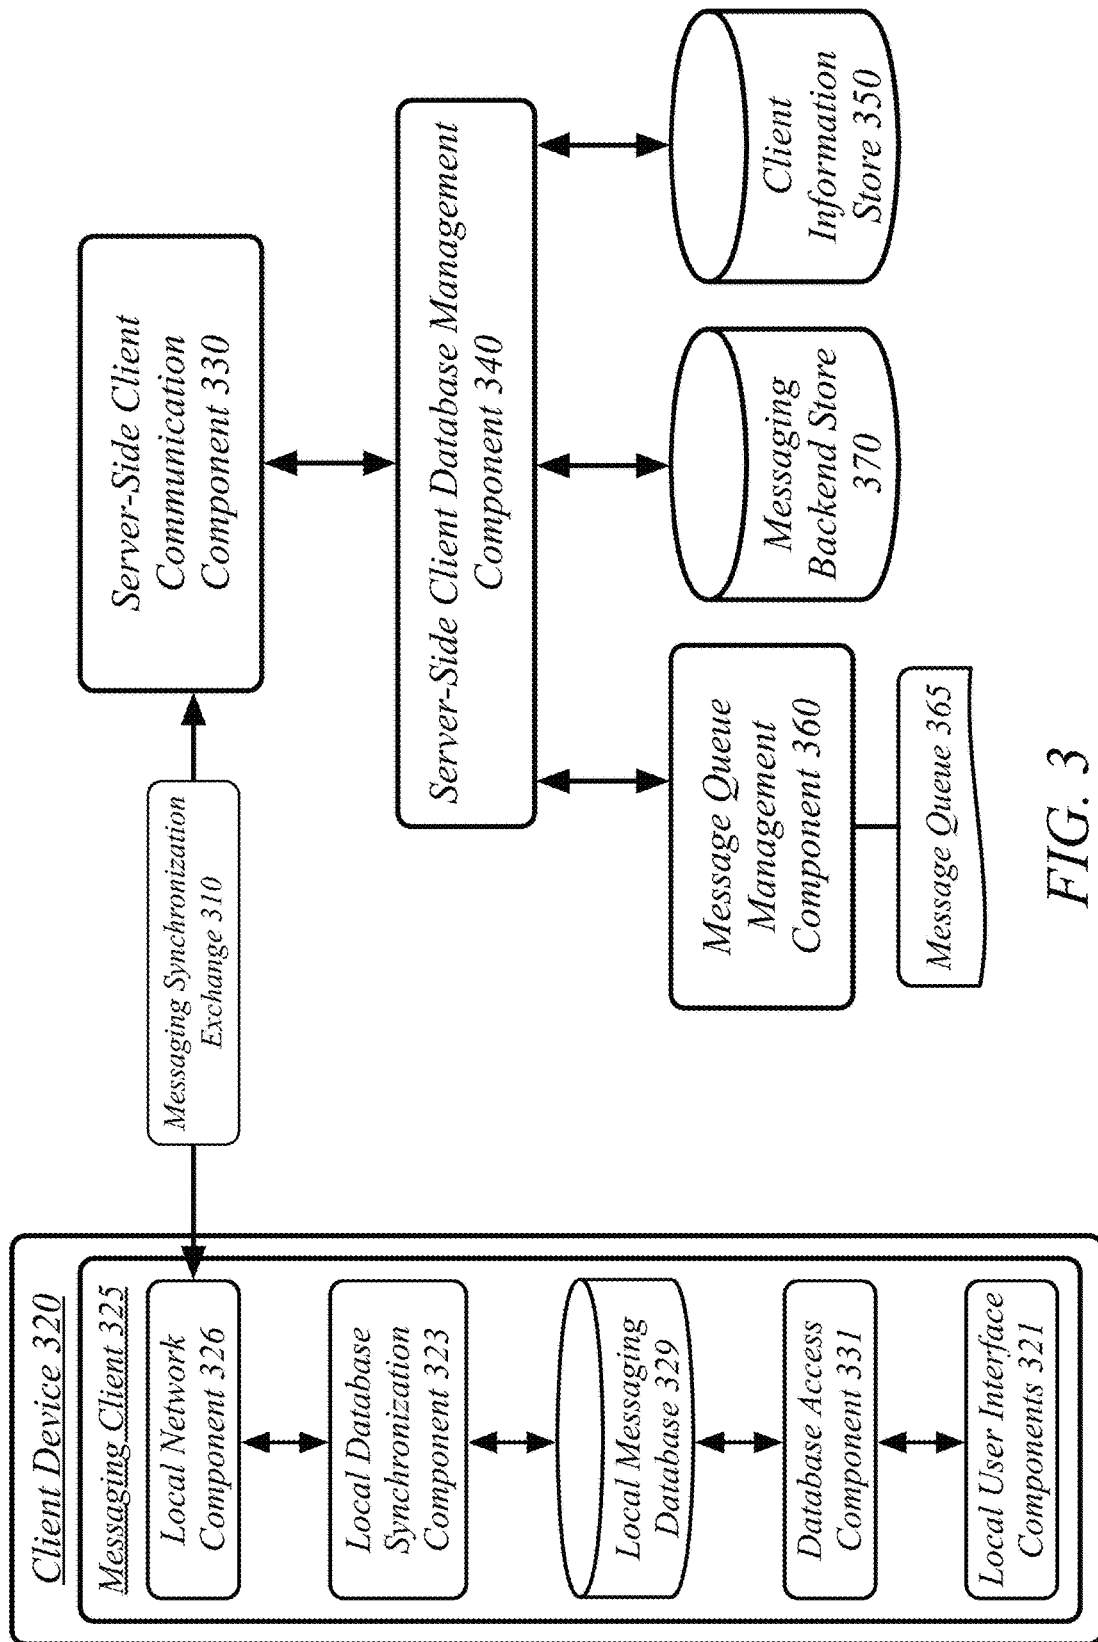 Client Device 320
Messaging Client 325
Local Network
Component 326
Local Database
Synchronization
Component 323
Local Messaging
Database 329
Database Access
Component 331
Local User Interface
Components 321
Messaging Synchronization
Exchange 310
Server-Side Client
Communication
Component 330
Server-Side Client Database Management
Component 340
Message Queue
Management
Component 360
Message Queue 365
Messaging
Backend Store
370
Client
Information
Store 350
FIG. 3